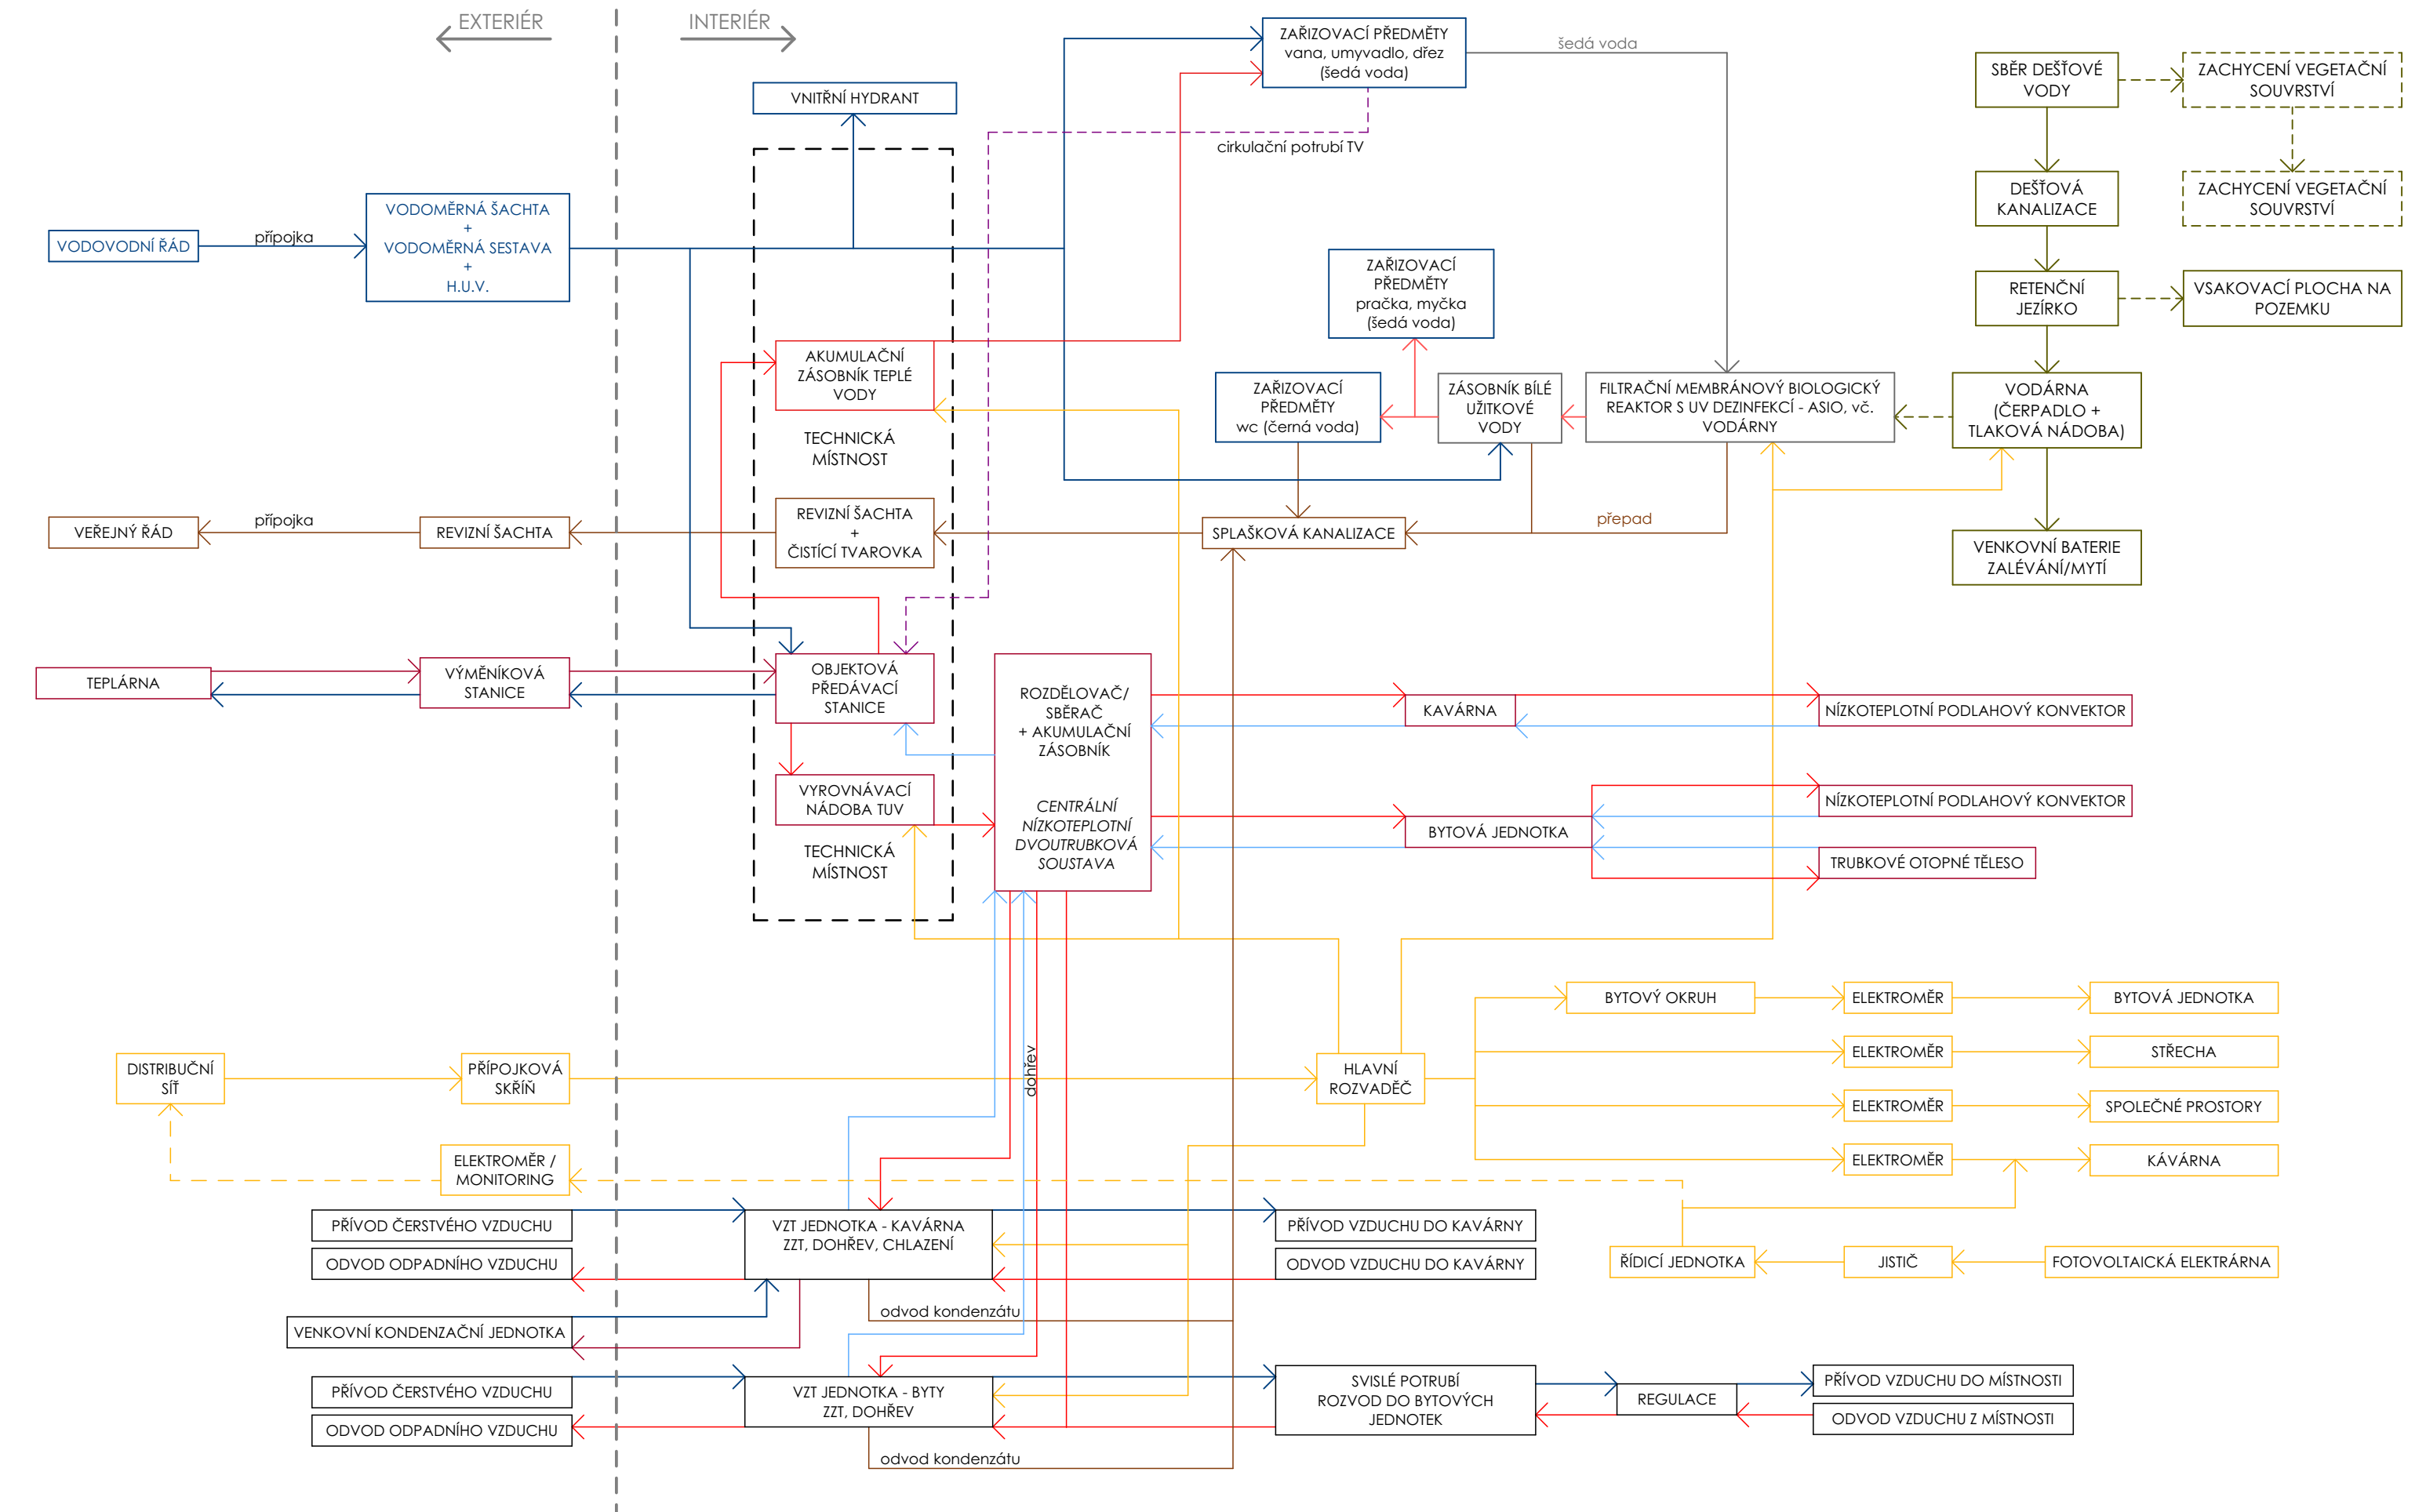 EXTERIÉR
INTERIÉR
ZAŘIZOVACÍ PŘEDMĚTY
vana, umyvadlo, dřez
(šedá voda)
šedá voda
SBĚR DEŠŤOVÉ
VODY
ZACHYCENÍ VEGETAČNÍ
SOUVRSTVÍ
VNITŘNÍ HYDRANT
cirkulační potrubí TV
DEŠŤOVÁ
KANALIZACE
ZACHYCENÍ VEGETAČNÍ
SOUVRSTVÍ
VODOVODNÍ ŘÁD
přípojka
VODOMĚRNÁ ŠACHTA
+
VODOMĚRNÁ SESTAVA
+
H.U.V.
ZAŘIZOVACÍ
PŘEDMĚTY
pračka, myčka
(šedá voda)
RETENČNÍ
JEZÍRKO
VSAKOVACÍ PLOCHA NA
POZEMKU
AKUMULAČNÍ
ZÁSOBNÍK TEPLÉ
VODY
ZAŘIZOVACÍ
PŘEDMĚTY
wc (černá voda)
ZÁSOBNÍK BÍLÉ
UŽITKOVÉ
VODY
FILTRAČNÍ MEMBRÁNOVÝ BIOLOGICKÝ
REAKTOR S UV DEZINFEKCÍ - ASIO, vč.
VODÁRNY
VODÁRNA
(ČERPADLO +
TLAKOVÁ NÁDOBA)
TECHNICKÁ
MÍSTNOST
VEŘEJNÝ ŘÁD
přípojka
REVIZNÍ ŠACHTA
REVIZNÍ ŠACHTA
+
ČISTÍCÍ TVAROVKA
SPLAŠKOVÁ KANALIZACE
přepad
VENKOVNÍ BATERIE
ZALÉVÁNÍ/MYTÍ
TEPLÁRNA
VÝMĚNÍKOVÁ
STANICE
OBJEKTOVÁ
PŘEDÁVACÍ
STANICE
ROZDĚLOVAČ/
SBĚRAČ
+ AKUMULAČNÍ
ZÁSOBNÍK
KAVÁRNA
NÍZKOTEPLOTNÍ PODLAHOVÝ KONVEKTOR
VYROVNÁVACÍ
NÁDOBA TUV
CENTRÁLNÍ
NÍZKOTEPLOTNÍ
DVOUTRUBKOVÁ
SOUSTAVA
BYTOVÁ JEDNOTKA
NÍZKOTEPLOTNÍ PODLAHOVÝ KONVEKTOR
TRUBKOVÉ OTOPNÉ TĚLESO
TECHNICKÁ
MÍSTNOST
BYTOVÝ OKRUH
ELEKTROMĚR
BYTOVÁ JEDNOTKA
DISTRIBUČNÍ
SÍŤ
PŘÍPOJKOVÁ
SKŘÍŇ
dohřev
HLAVNÍ
ROZVADĚČ
ELEKTROMĚR
STŘECHA
ELEKTROMĚR
SPOLEČNÉ PROSTORY
ELEKTROMĚR /
MONITORING
ELEKTROMĚR
KÁVÁRNA
PŘÍVOD ČERSTVÉHO VZDUCHU
ODVOD ODPADNÍHO VZDUCHU
VZT JEDNOTKA - KAVÁRNA
ZZT, DOHŘEV, CHLAZENÍ
PŘÍVOD VZDUCHU DO KAVÁRNY
ODVOD VZDUCHU DO KAVÁRNY
ŘÍDICÍ JEDNOTKA
JISTIČ
FOTOVOLTAICKÁ ELEKTRÁRNA
odvod kondenzátu
VENKOVNÍ KONDENZAČNÍ JEDNOTKA
PŘÍVOD ČERSTVÉHO VZDUCHU
ODVOD ODPADNÍHO VZDUCHU
VZT JEDNOTKA - BYTY
ZZT, DOHŘEV
SVISLÉ POTRUBÍ
ROZVOD DO BYTOVÝCH
JEDNOTEK
REGULACE
PŘÍVOD VZDUCHU DO MÍSTNOSTI
ODVOD VZDUCHU Z MÍSTNOSTI
odvod kondenzátu